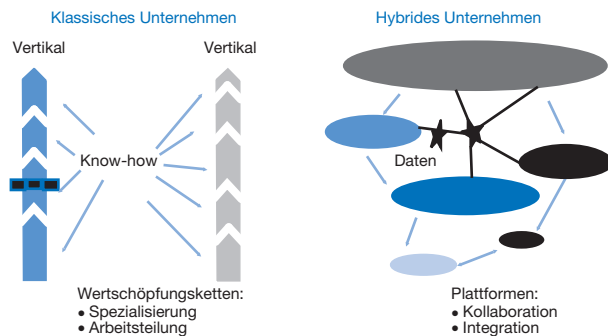 Klassisches Unternehmen
Vertikal
Vertikal
Know-how
Wertschöpfungsketten:
• Spezialisierung
• Arbeitsteilung
Hybrides Unternehmen
Daten
Plattformen:
• Kollaboration
• Integration